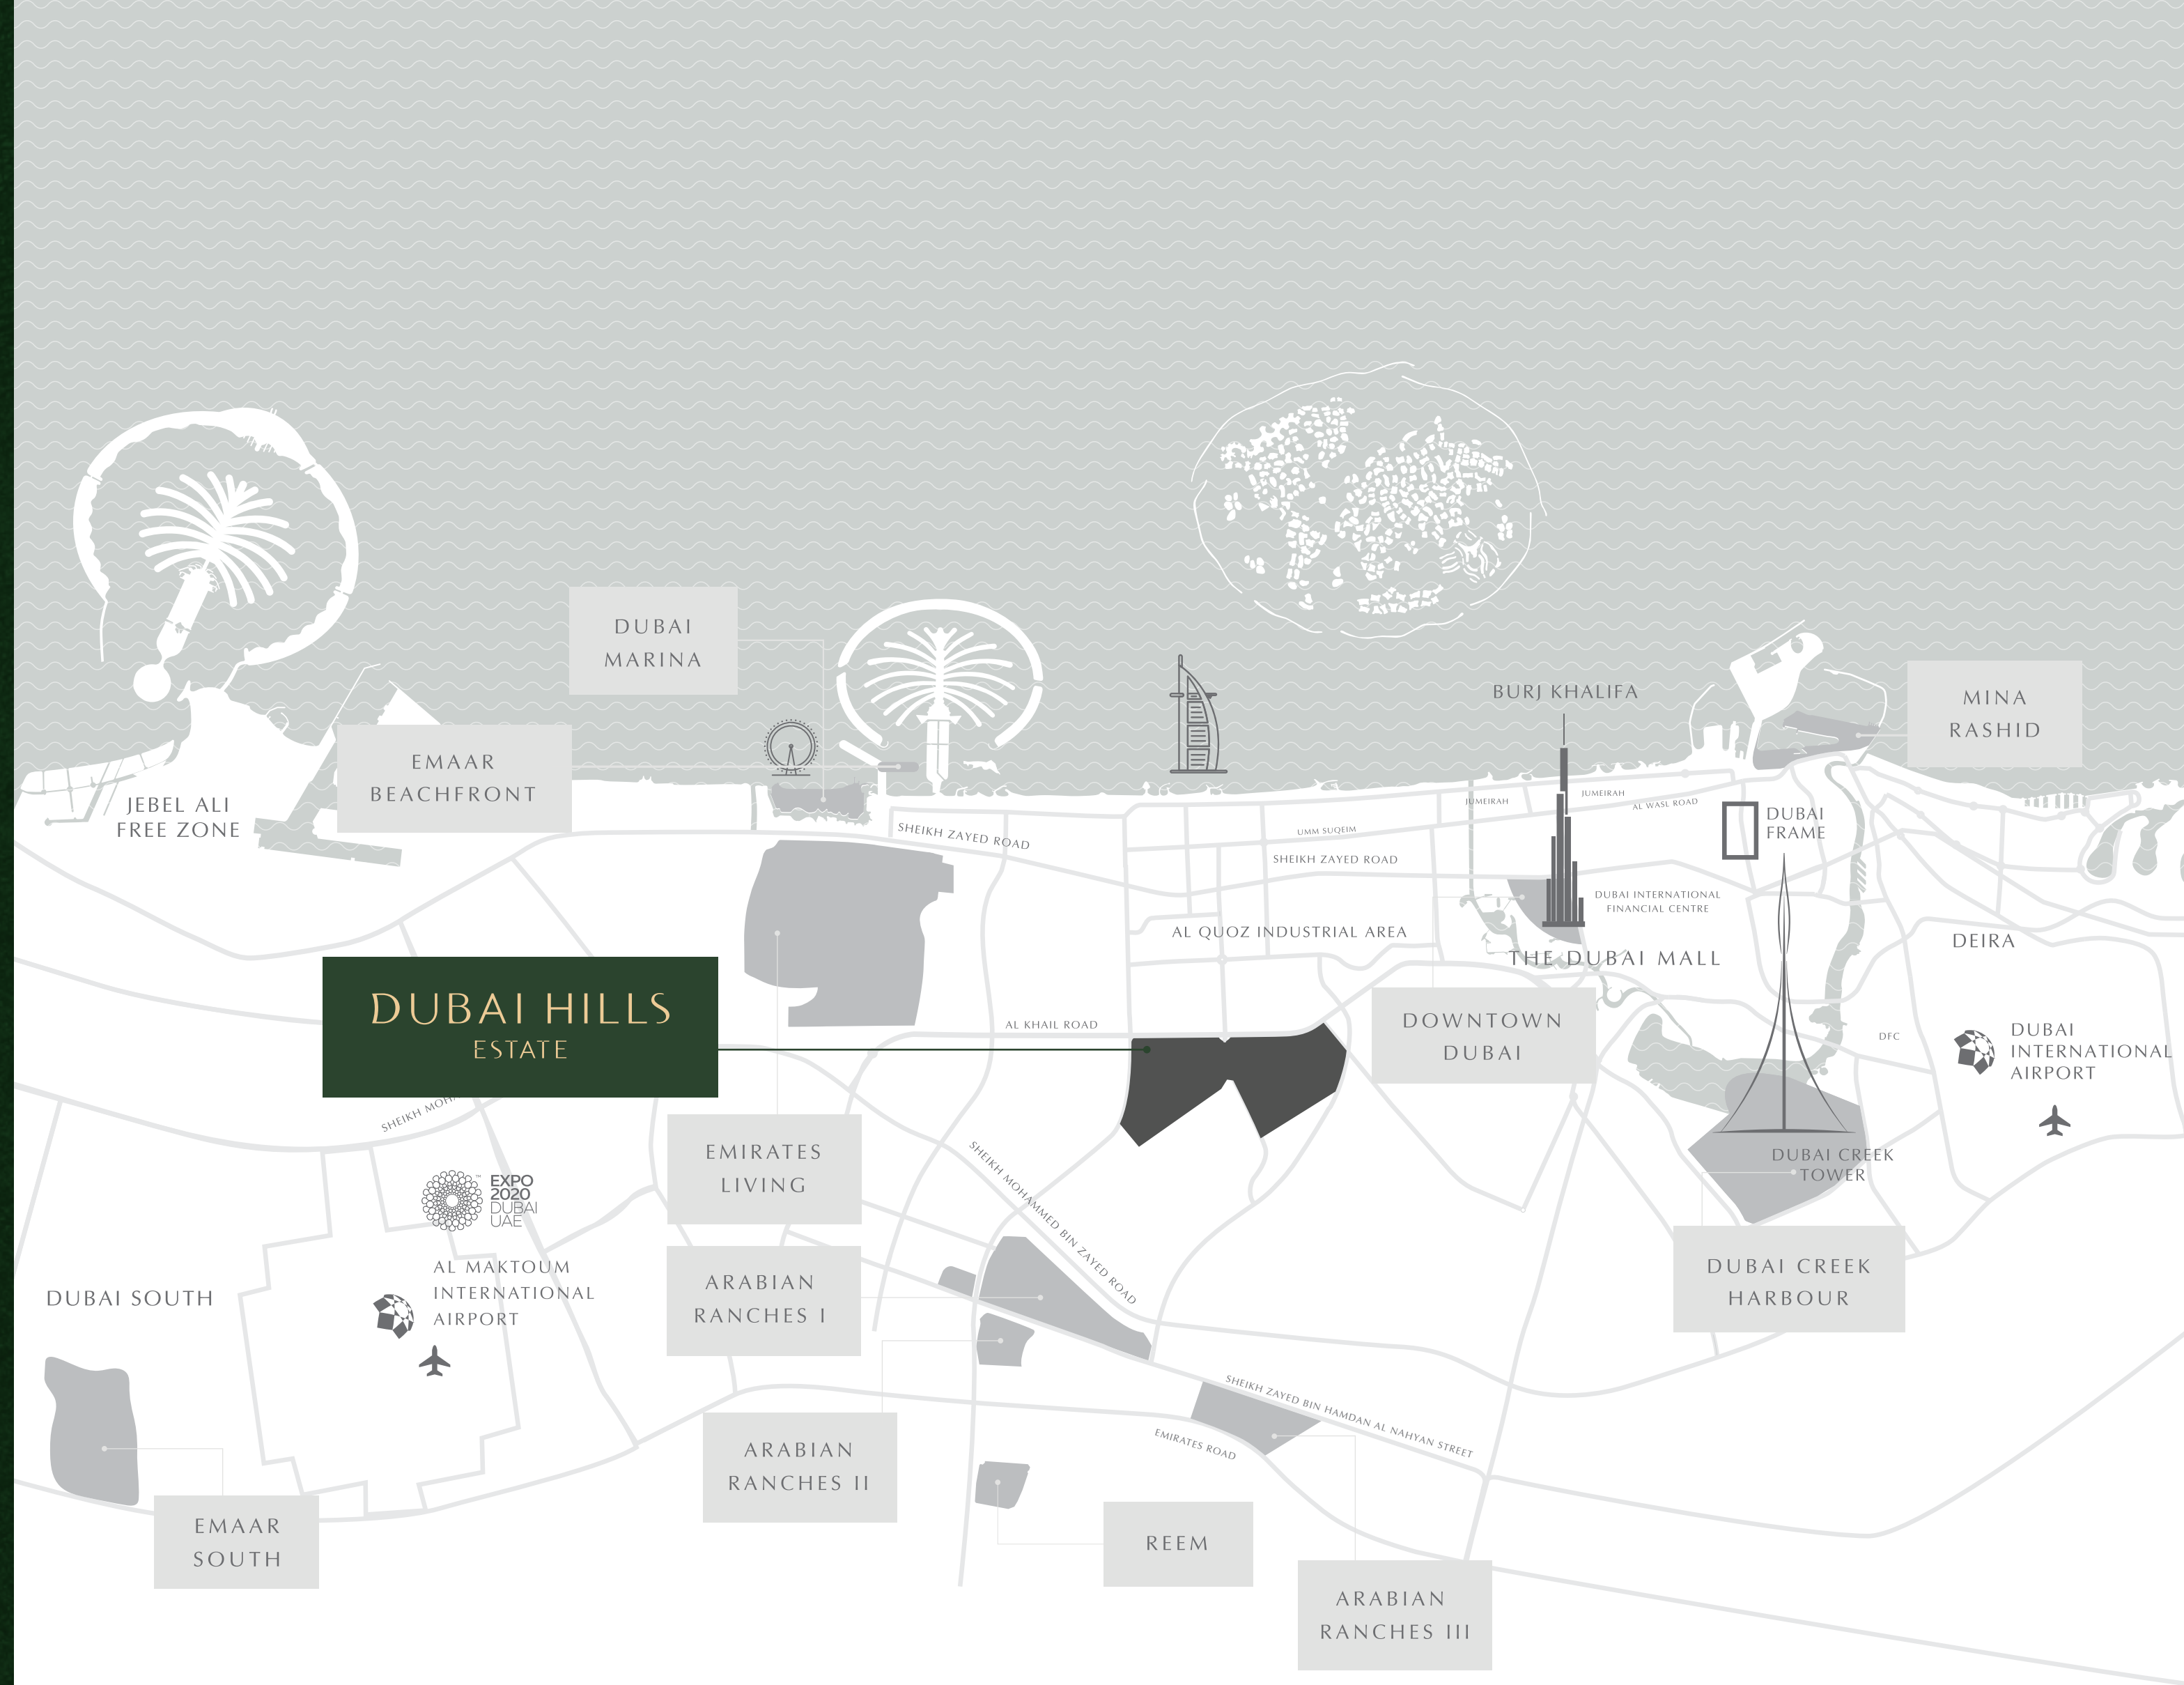 DUBAI
MARINA
BURJ KHALIFA
MINA
RASHID
EMAAR
BEACHFRONT
JEBEL ALI
FREE ZONE
JUMEIRAH
JUMEIRAH
AL WASL ROAD
DUBAI
FRAME
SHEIKH ZAYED ROAD
UMM SUQEIM
SHEIKH ZAYED ROAD
DUBAI INTERNATIONAL
FINANCIAL CENTRE
AL QUOZ INDUSTRIAL AREA
DEIRA
THE DUBAI MALL
DUBAI HILLS
ESTATE
AL KHAIL ROAD
DOWNTOWN
DUBAI
DFC
DUBAI
INTERNATIONAL
AIRPORT
SHEIKH MOH
EMIRATES
LIVING
SHEIKH MOHAMMED BIN ZAYED ROAD
DUBAI CREEK
TOWER
EXPO
2020
DUBAI
UAE
AL MAKTOUM
INTERNATIONAL
AIRPORT
DUBAI SOUTH
ARABIAN
RANCHES I
DUBAI CREEK
HARBOUR
SHEIKH ZAYED BIN HAMDAN AL NAHYAN STREET
EMIRATES ROAD
ARABIAN
RANCHES II
EMAAR
SOUTH
REEM
ARABIAN
RANCHES III